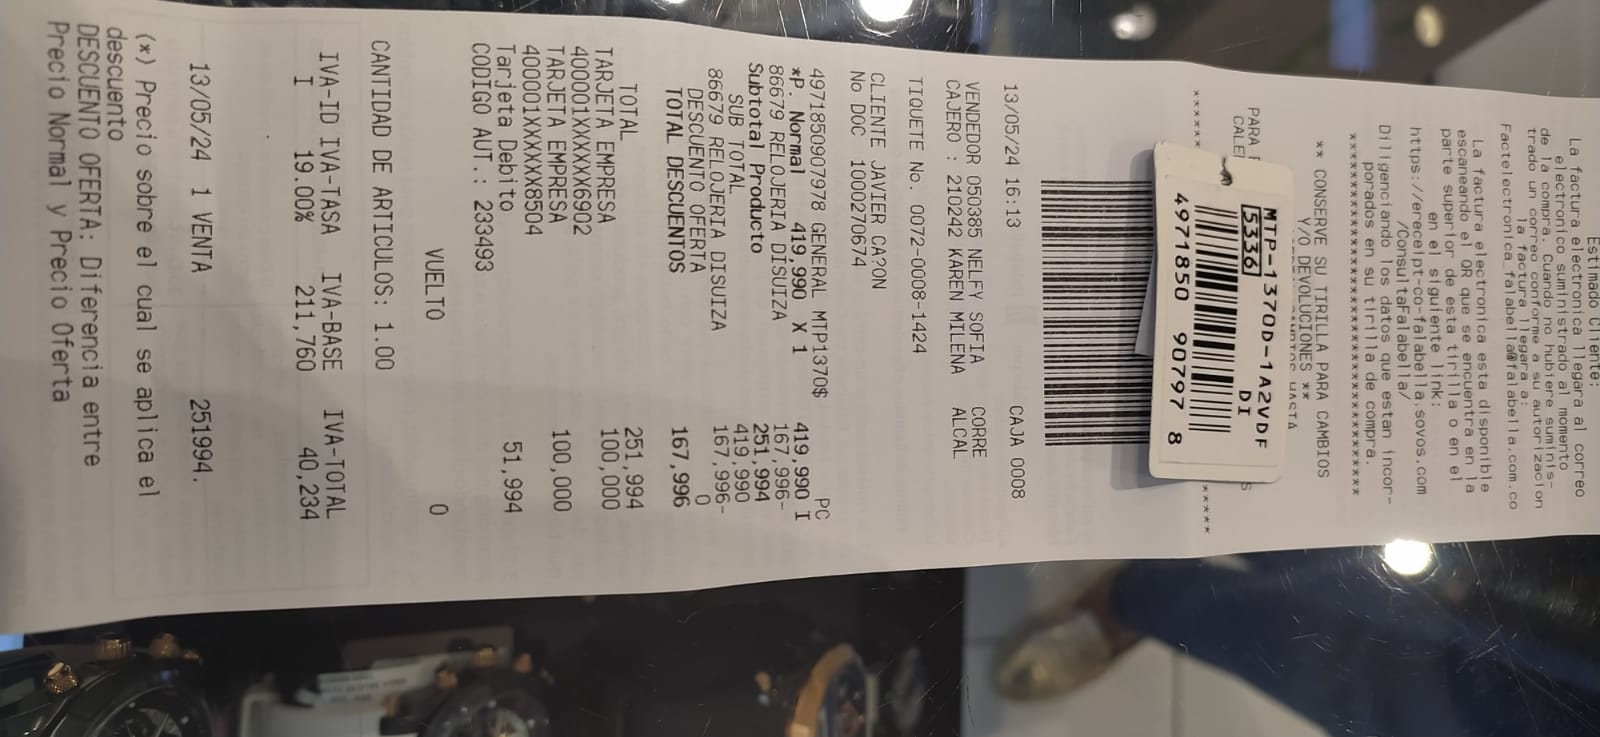 Estimado Cliente:
La factura electronica llegara al correo
electronico suministrado al momento
de la compra. Cuando no hubiere suminis-
trado un correo conforme a su autorizacion
la factura llegara:
Factelectronica_falabella@falabella.com.co
La factura electronica esta disponible
escaneando el QR que se encuentra en la
parte superior de esta tirilla o en el
en el siguiente link:
https://ereceipt-co-falabella.sovos.com
/ConsultaFalabella/
Diligenciando los datos que estan incor-
porados en su tirilla de compra.
** CONSERVE SU TIRILLA PARA CAMBIOS
Y/O DEVOLUCIONES **
HASTA
PARA
MTP-1370D-1A2VDF
5336 DI
4971850 90797 8
13/05/24 16:13 CAJA 0008
VENDEDOR 050385 NELFY SOFIA CORRE
CAJERO : 210242 KAREN MILENA ALCAL
TIQUETE No. 0072-0008-1424
CLIENTE JAVIER CA?ON
No DOC 1000270674
PC
4971850907978 GENERAL MTP1370$ 419,990 I
*P. Normal 419,990 X 1
86679 RELOJERIA DISUIZA 167,996-
Subtotal Producto 251,994
SUB TOTAL 419,990
86679 RELOJERIA DISUIZA 167,996-
DESCUENTO OFERTA 0
TOTAL DESCUENTOS 167,996
TOTAL 251,994
TARJETA EMPRESA 100,000
400001XXXXXX6902
TARJETA EMPRESA 100,000
400001XXXXXX8504
Tarjeta Debito 51,994
CODIGO AUT.: 233493
VUELTO 0
CANTIDAD DE ARTICULOS: 1.00
IVA-ID IVA-TASA IVA-BASE IVA-TOTAL
I 19.00% 211,760 40,234
13/05/24 1 VENTA 251994.
(*) Precio sobre el cual se aplica el
descuento
DESCUENTO OFERTA: Diferencia entre
Precio Normal y Precio Oferta